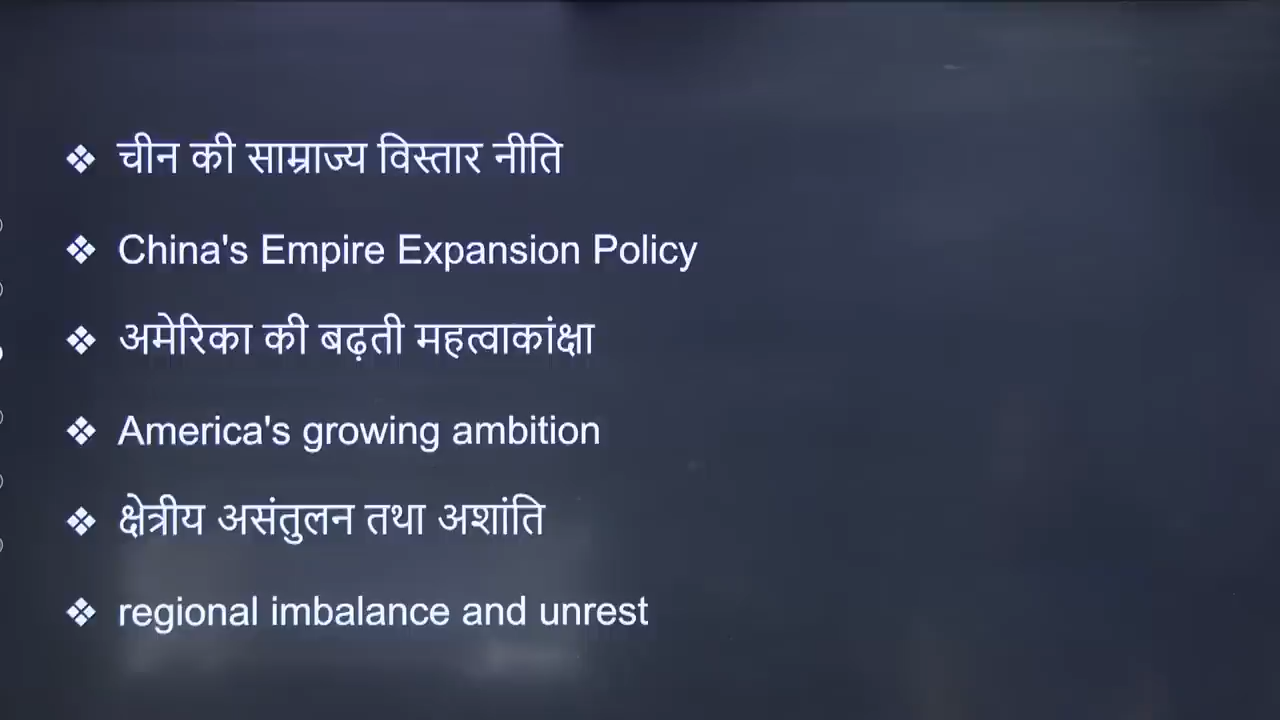 ❖ चीन की साम्राज्य विस्तार नीति
❖ China's Empire Expansion Policy
❖ अमेरिका की बढ़ती महत्वाकांक्षा
❖ America's growing ambition
❖ क्षेत्रीय असंतुलन तथा अशांति
❖ regional imbalance and unrest